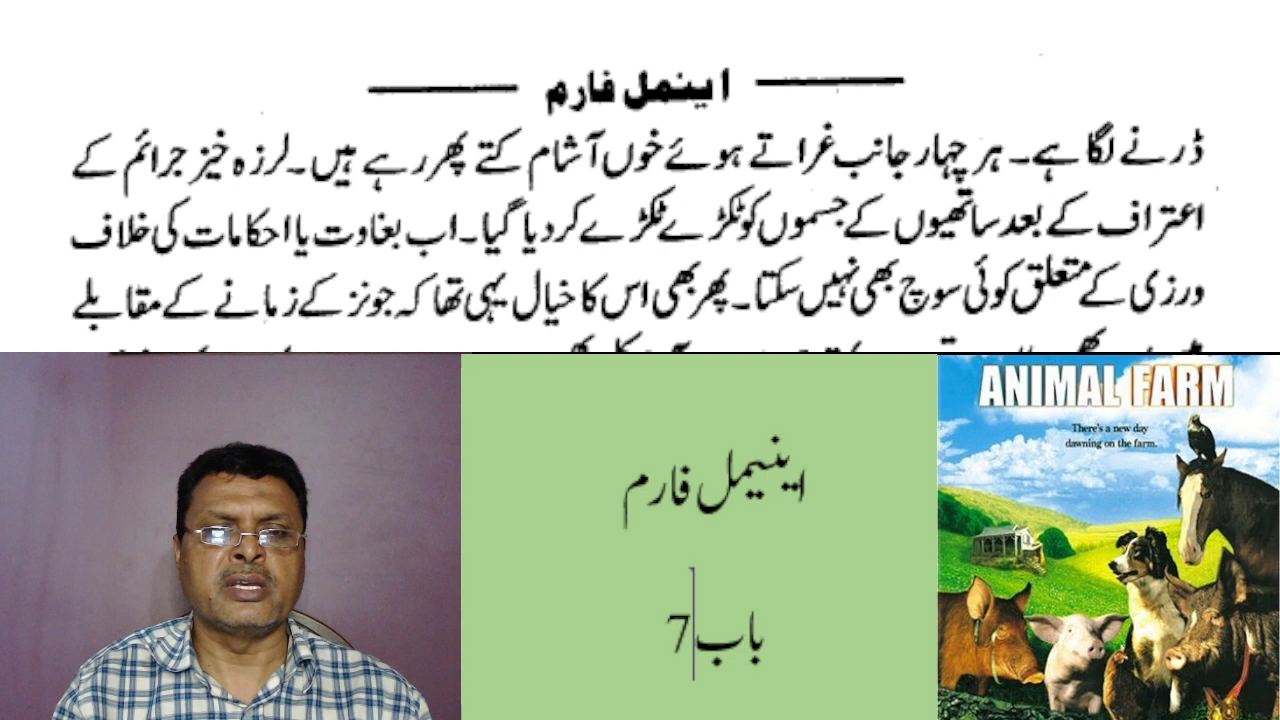 اینمل فارم
ڈرنے لگا ہے۔ ہر چہار جانب غراتے ہوئے خوں آشام کتے پھر رہے ہیں۔ لرزہ خیز جرائم کے
اعتراف کے بعد ساتھیوں کے جسموں کو ٹکڑے ٹکڑے کر دیا گیا۔ اب بغاوت یا احکامات کی خلاف
ورزی کے متعلق کوئی سوچ بھی نہیں سکتا۔ پھر بھی اس کا خیال یہی تھا کہ جونز کے زمانے کے مقابلے
اینیمل فارم
باب 7
ANIMAL FARM
There's a new day
dawning on the farm.